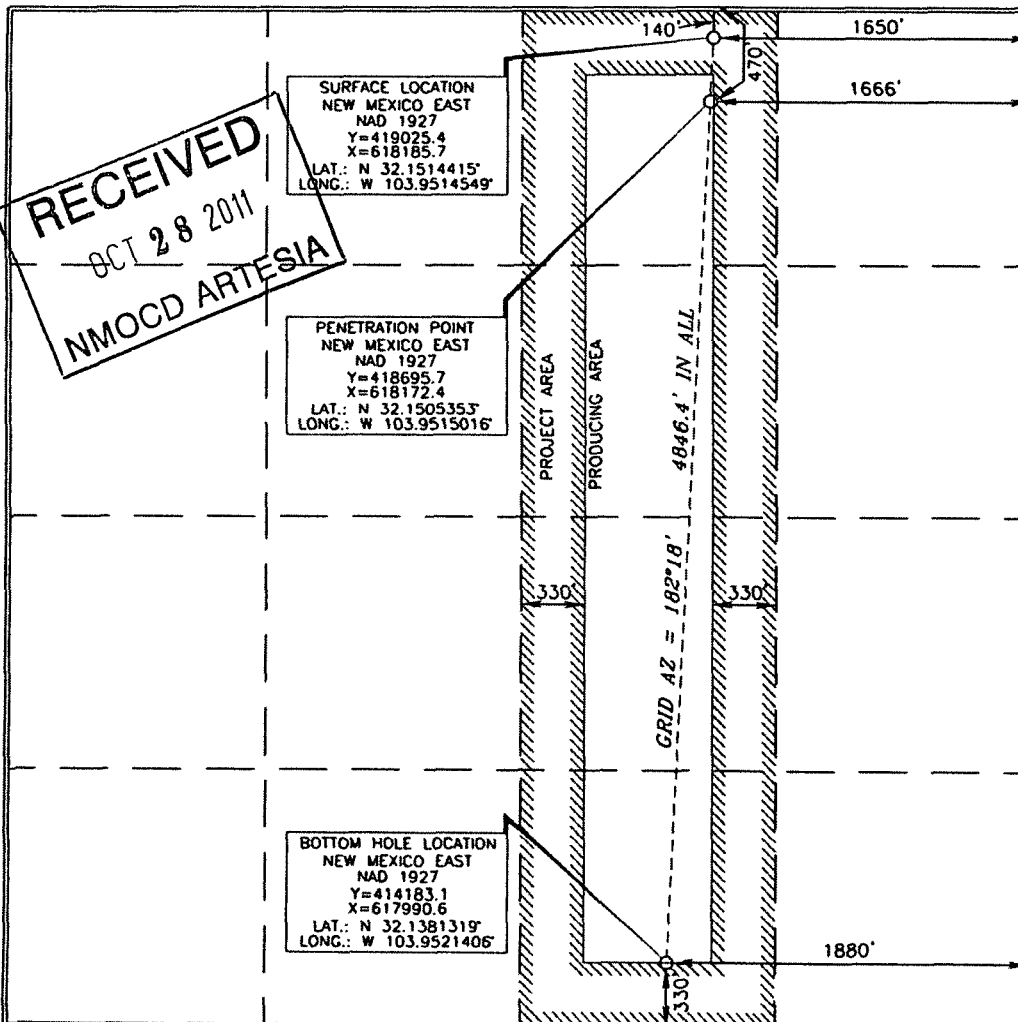 140'
1650'
470'
1666'
SURFACE LOCATION
NEW MEXICO EAST
NAD 1927
Y=419025.4
X=618185.7
LAT.: N 32.1514415°
LONG.: W 103.9514549°
RECEIVED
OCT 28 2011
NMOCD ARTESIA
PENETRATION POINT
NEW MEXICO EAST
NAD 1927
Y=418695.7
X=618172.4
LAT.: N 32.1505353°
LONG.: W 103.9515016°
PROJECT AREA
PRODUCING AREA
4846.4' IN ALL
GRID AZ = 182°18'
330'
330'
BOTTOM HOLE LOCATION
NEW MEXICO EAST
NAD 1927
Y=414183.1
X=617990.6
LAT.: N 32.1381319°
LONG.: W 103.9521406°
1880'
330'